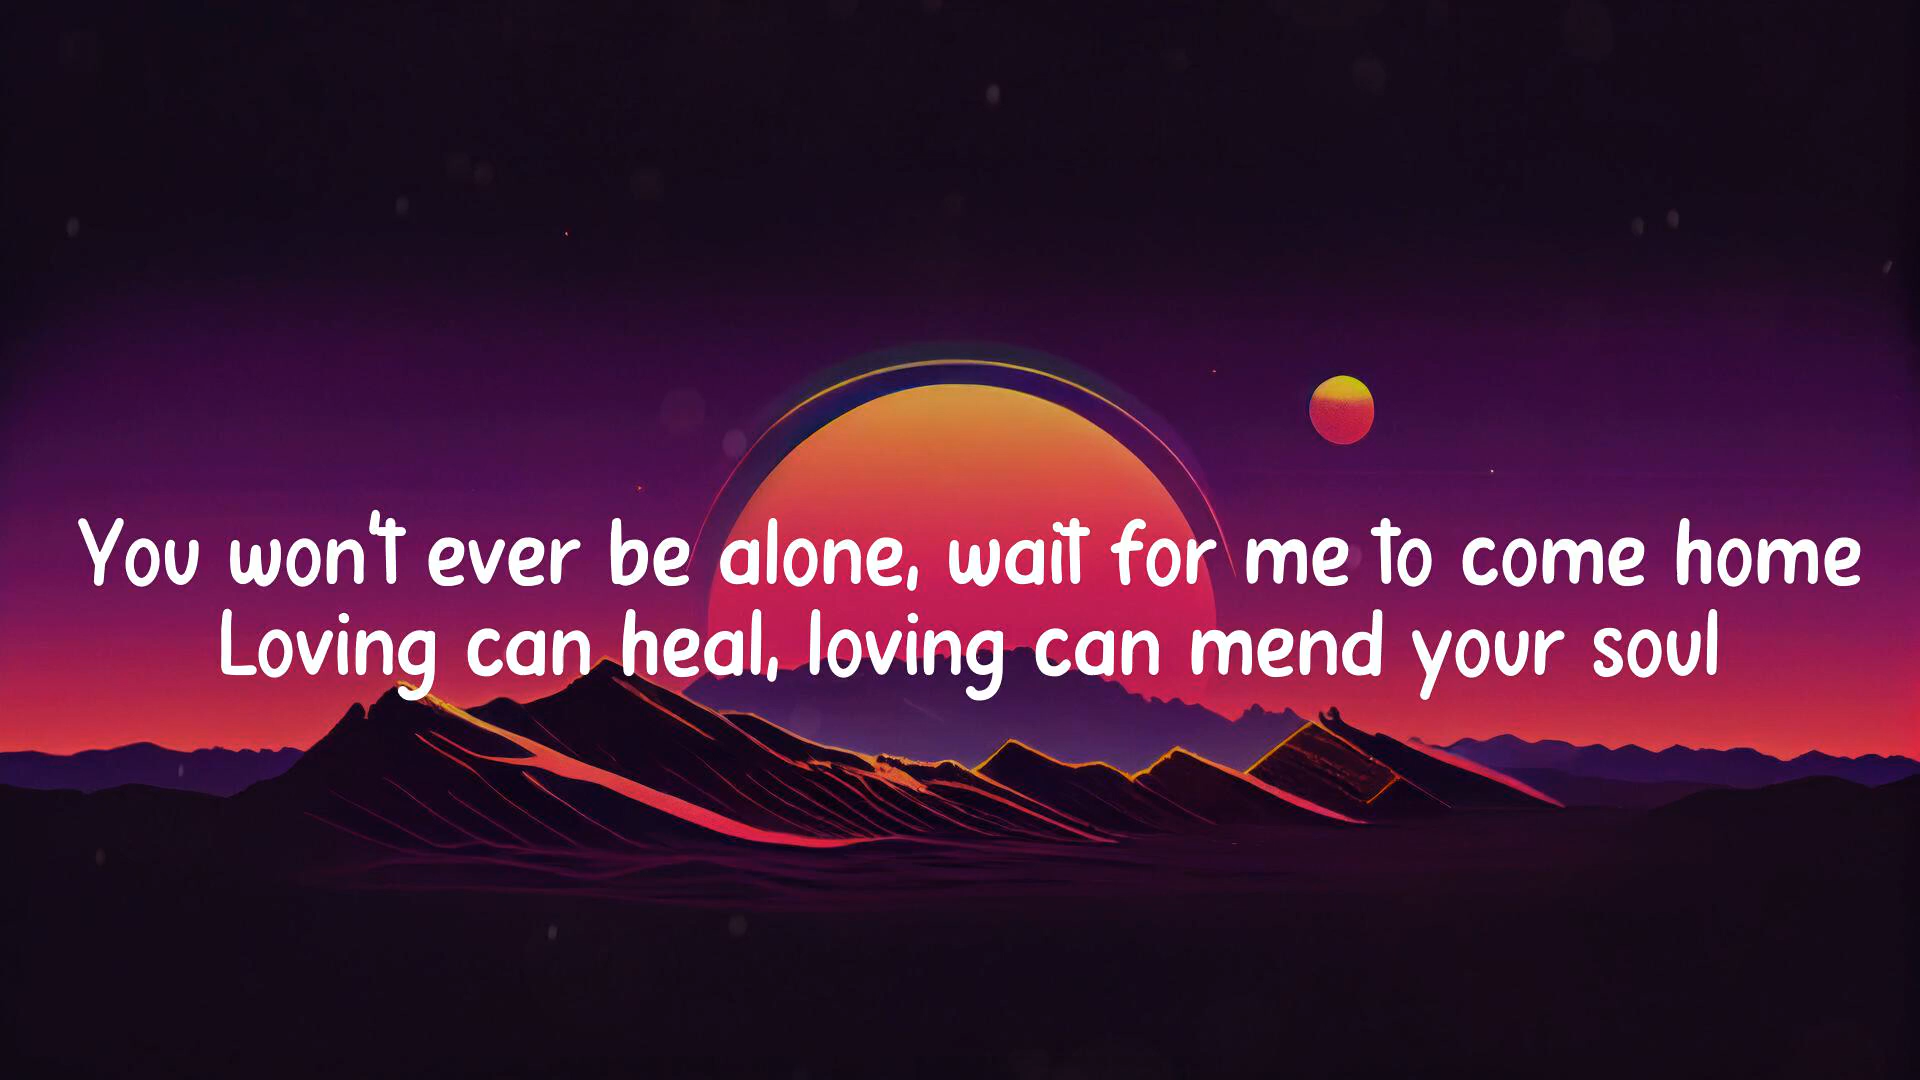 You won't ever be alone, wait for me to come home
Loving can heal, loving can mend your soul